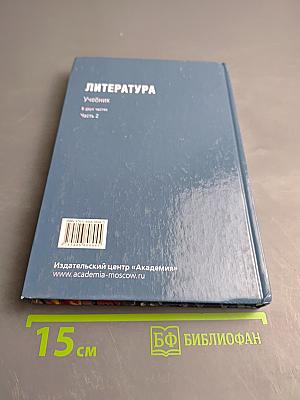 ЛИТЕРАТУРА
Учебник
В двух частях
Часть 2
Издательский центр «Академия»
www.academia-moscow.ru
15 см
БФ БИБЛИОФАН